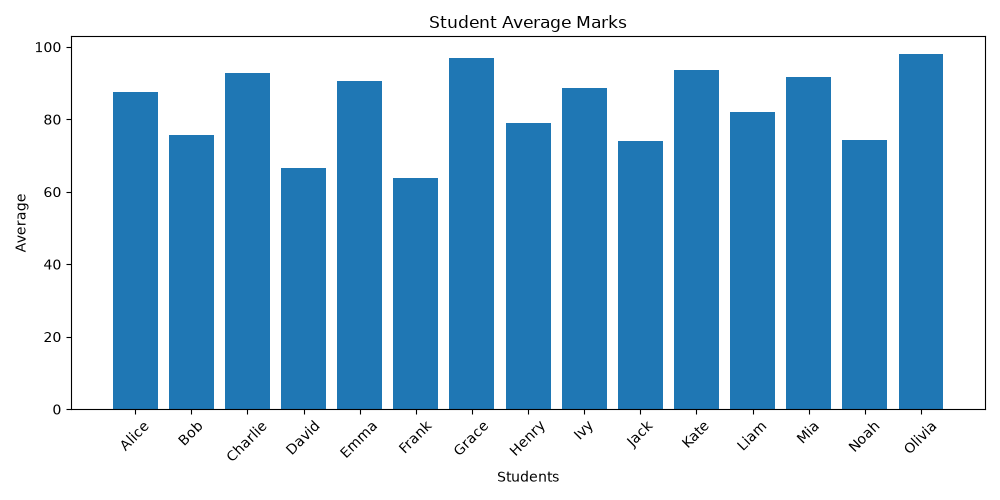 Student Average Marks
100
80
60
40
20
0
Average
Alice Bob Charlie David Emma Frank Grace Henry Ivy Jack Kate Liam Mia Noah Olivia
Students